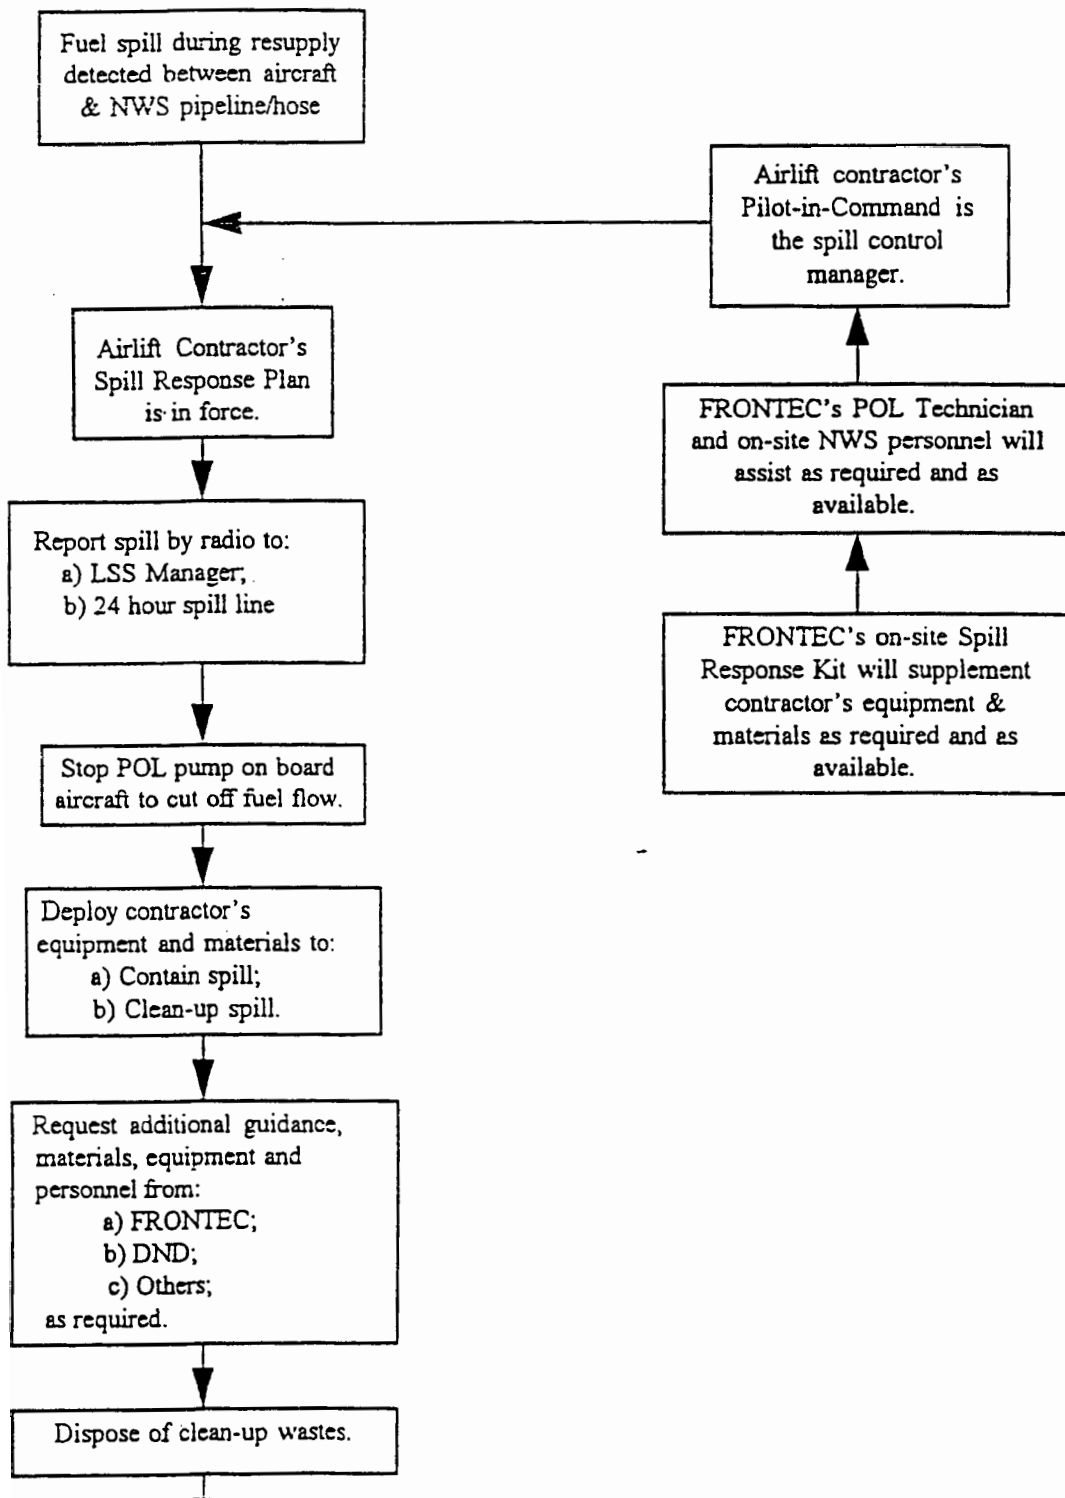 Fuel spill during resupply
detected between aircraft
& NWS pipeline/hose
Airlift contractor's
Pilot-in-Command is
the spill control
manager.
Airlift Contractor's
Spill Response Plan
is in force.
FRONTEC's POL Technician
and on-site NWS personnel will
assist as required and as
available.
Report spill by radio to:
a) LSS Manager;
b) 24 hour spill line
FRONTEC's on-site Spill
Response Kit will supplement
contractor's equipment &
materials as required and as
available.
Stop POL pump on board
aircraft to cut off fuel flow.
Deploy contractor's
equipment and materials to:
a) Contain spill;
b) Clean-up spill.
Request additional guidance,
materials, equipment and
personnel from:
a) FRONTEC;
b) DND;
c) Others;
as required.
Dispose of clean-up wastes.